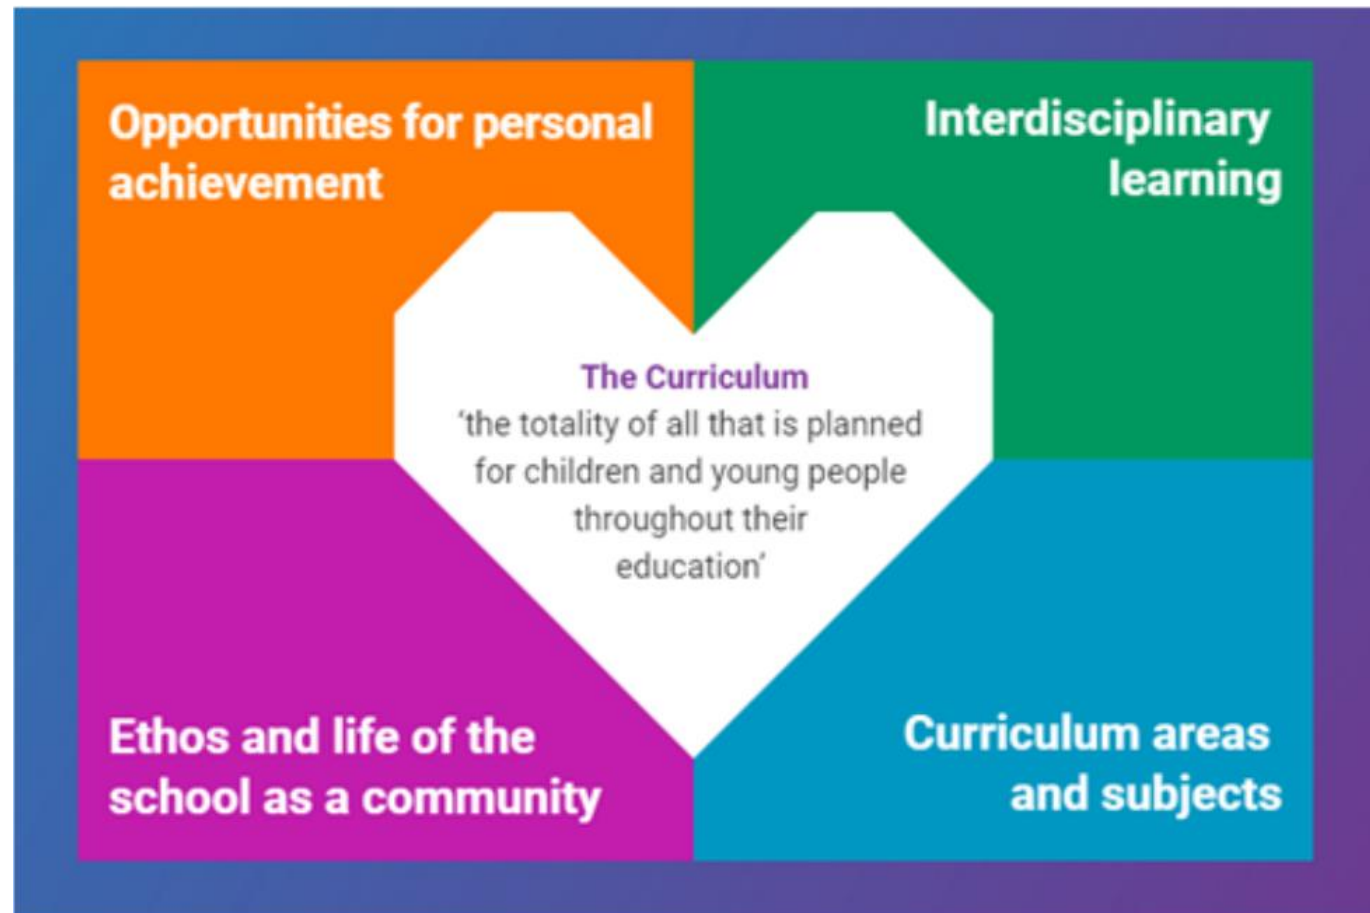 Opportunities for personal
achievement
Interdisciplinary
learning
The Curriculum
‘the totality of all that is planned
for children and young people
throughout their
education’
Ethos and life of the
school as a community
Curriculum areas
and subjects